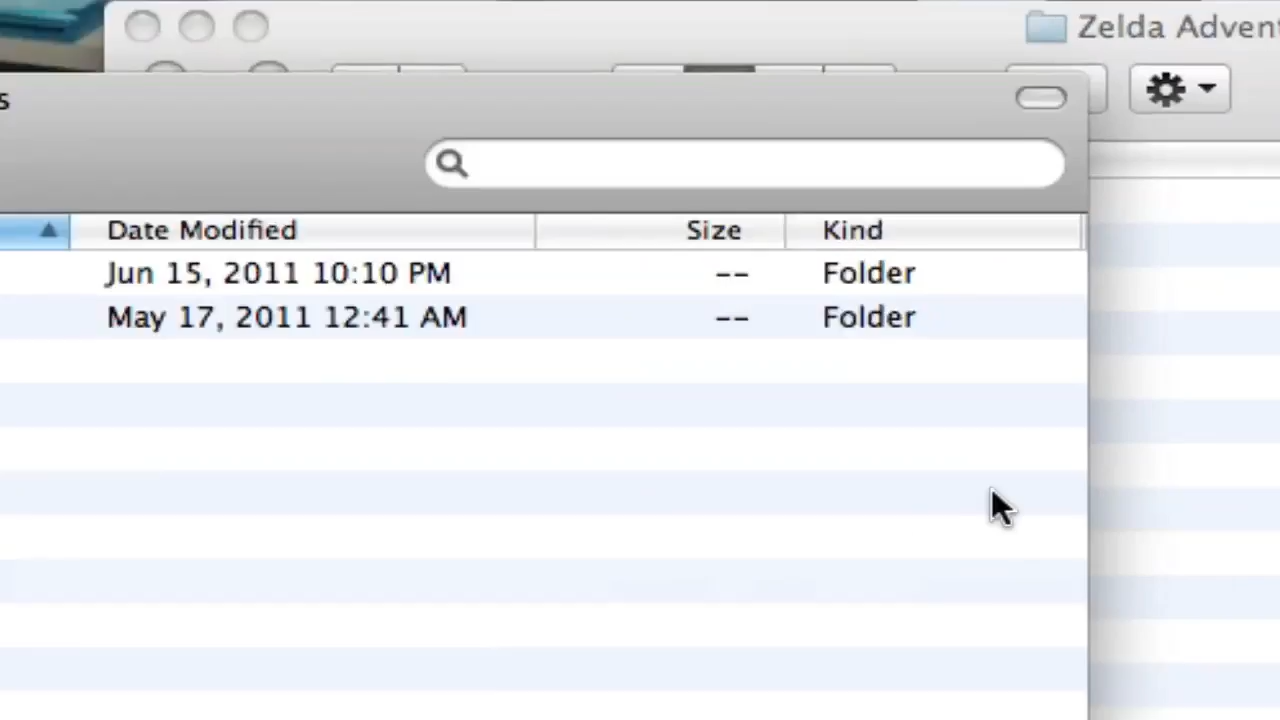 Zelda Advent
s
Date Modified Size Kind
Jun 15, 2011 10:10 PM -- Folder
May 17, 2011 12:41 AM -- Folder